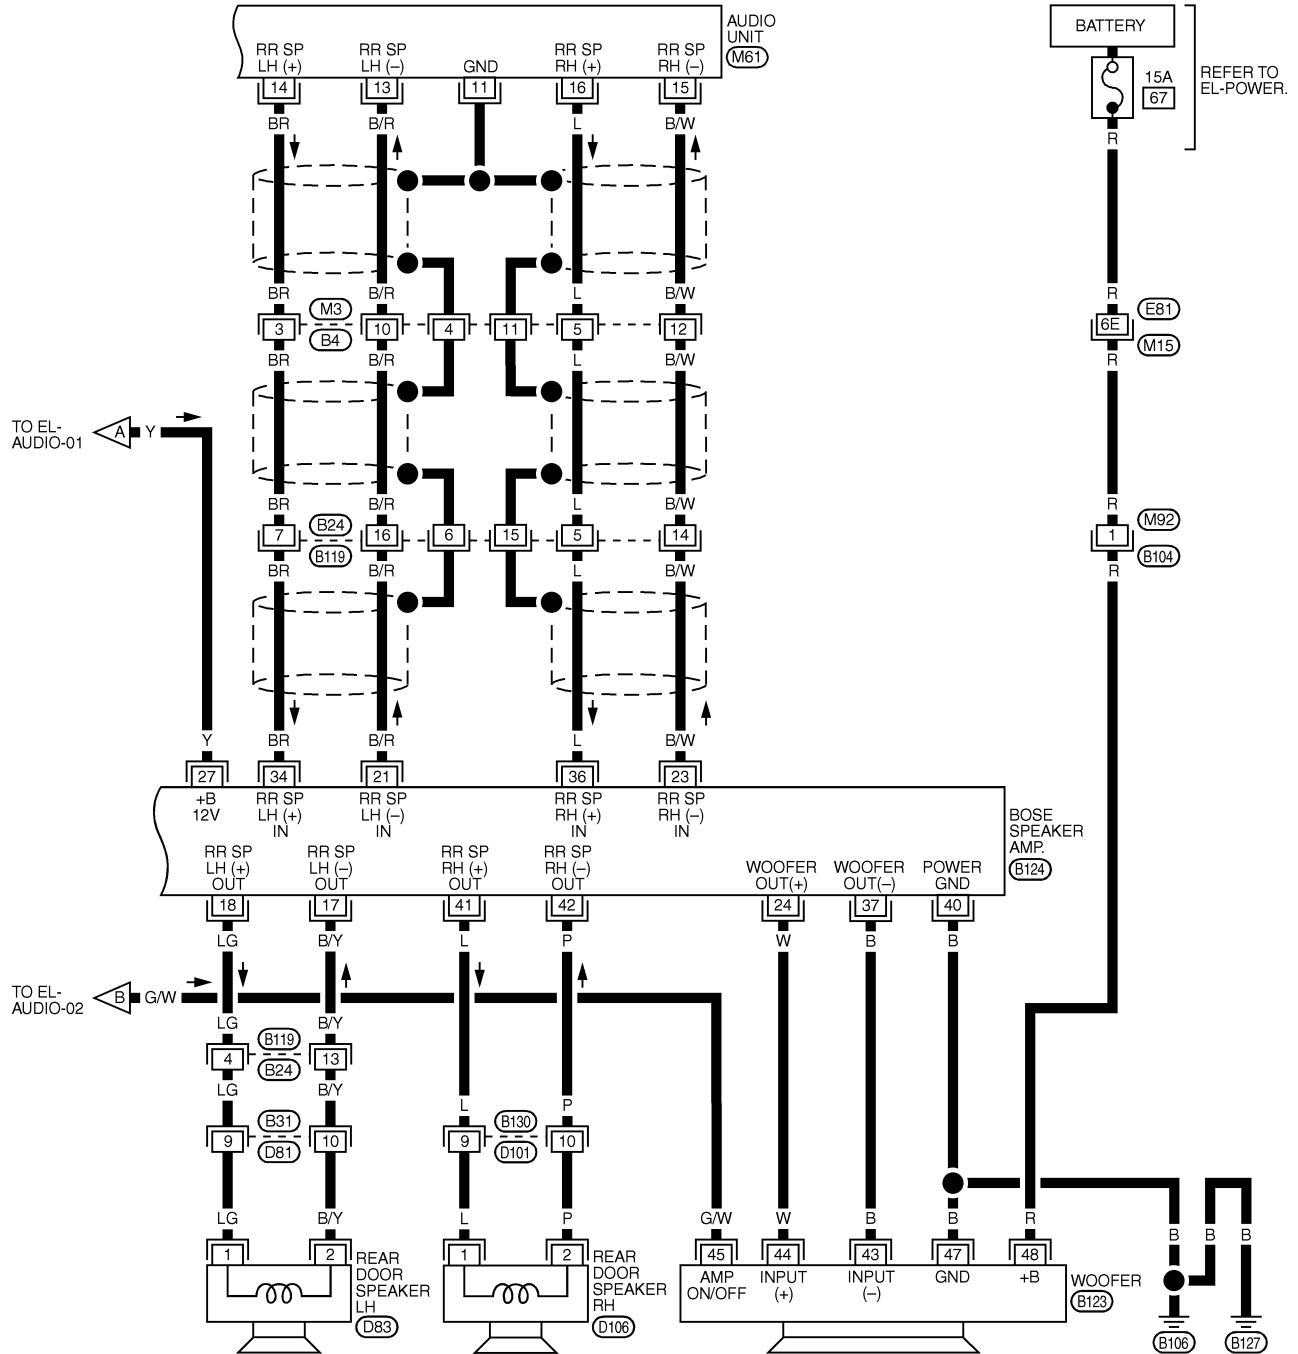 AUDIO
UNIT
M61
RR SP
LH (+)
RR SP
LH (–)
GND
RR SP
RH (+)
RR SP
RH (–)
14
13
11
16
15
BR
B/R
L
B/W
BATTERY
15A
67
REFER TO
EL-POWER.
R
BR
B/R
L
B/W
R
M3
B4
3
10
4
11
5
12
6E
E81
M15
BR
B/R
L
B/W
R
TO EL-
AUDIO-01
A
Y
BR
B/R
L
B/W
R
B24
B119
7
16
6
15
5
14
1
M92
B104
BR
B/R
L
B/W
R
Y
BR
B/R
L
B/W
27
34
21
36
23
+B
12V
RR SP
LH (+)
IN
RR SP
LH (–)
IN
RR SP
RH (+)
IN
RR SP
RH (–)
IN
BOSE
SPEAKER
AMP.
B124
RR SP
LH (+)
OUT
RR SP
LH (–)
OUT
RR SP
RH (+)
OUT
RR SP
RH (–)
OUT
WOOFER
OUT(+)
WOOFER
OUT(–)
POWER
GND
18
17
41
42
24
37
40
LG
B/Y
L
P
W
B
B
TO EL-
AUDIO-02
B
G/W
LG
B/Y
B119
B24
4
13
LG
B/Y
L
P
B31
D81
9
10
B130
D101
9
10
LG
B/Y
L
P
G/W
W
B
B
R
B
B
B
1
2
1
2
45
44
43
47
48
REAR
DOOR
SPEAKER
LH
D83
REAR
DOOR
SPEAKER
RH
D106
AMP
ON/OFF
INPUT
(+)
INPUT
(–)
GND
+B
WOOFER
B123
B106
B127